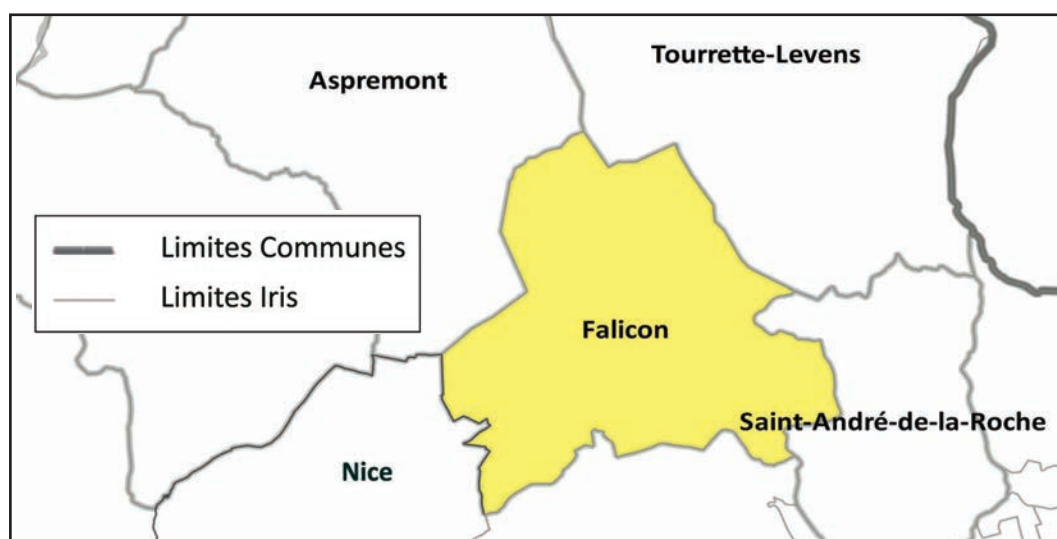 Tourrette-Levens
Aspremont
Limites Communes
Limites Iris
Falicon
Saint-André-de-la-Roche
Nice